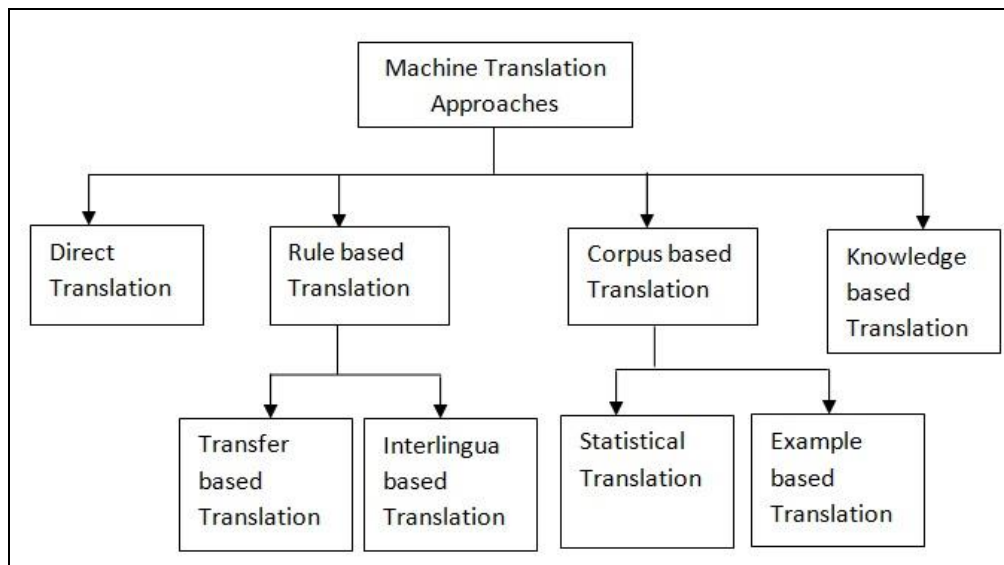 Machine Translation
Approaches
Direct
Translation
Rule based
Translation
Corpus based
Translation
Knowledge
based
Translation
Transfer
based
Translation
Interlingua
based
Translation
Statistical
Translation
Example
based
Translation